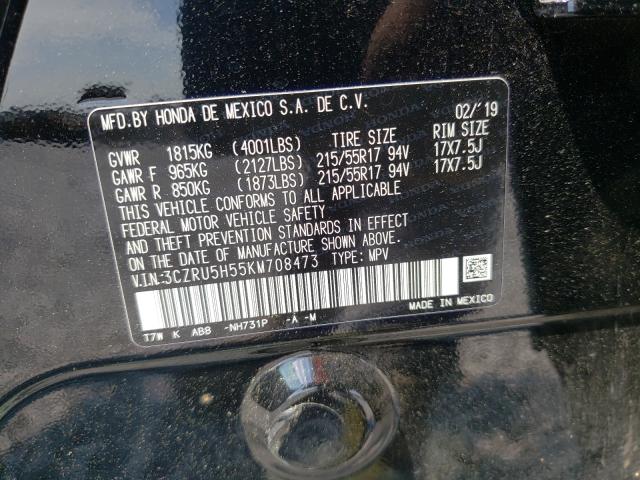 MFD.BY HONDA DE MEXICO S.A. DE C.V. 02/'19
GVWR 1815KG (4001LBS) TIRE SIZE RIM SIZE
GAWR F 965KG (2127LBS) 215/55R17 94V 17X7.5J
GAWR R 850KG (1873LBS) 215/55R17 94V 17X7.5J
THIS VEHICLE CONFORMS TO ALL APPLICABLE
FEDERAL MOTOR VEHICLE SAFETY
AND THEFT PREVENTION STANDARDS IN EFFECT
ON THE DATE OF MANUFACTURE SHOWN ABOVE.
V.I.N:3CZRU5H55KM708473 TYPE: MPV
T7W K AB8 -NH731P -A -M MADE IN MEXICO